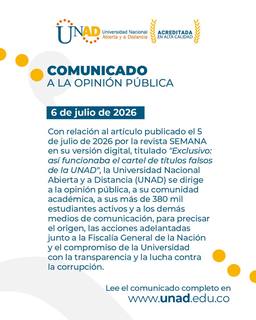 UNAD Universidad Nacional
Abierta y a Distancia
ACREDITADA
EN ALTA CALIDAD
COMUNICADO
A LA OPINIÓN PÚBLICA
6 de julio de 2026
Con relación al artículo publicado el 5
de julio de 2026 por la revista SEMANA
en su versión digital, titulado "Exclusivo:
así funcionaba el cartel de títulos falsos
de la UNAD", la Universidad Nacional
Abierta y a Distancia (UNAD) se dirige
a la opinión pública, a su comunidad
académica, a sus más de 380 mil
estudiantes activos y a los demás
medios de comunicación, para precisar
el origen, las acciones adelantadas
junto a la Fiscalía General de la Nación
y el compromiso de la Universidad
con la transparencia y la lucha contra
la corrupción.
Lee el comunicado completo en
www.unad.edu.co